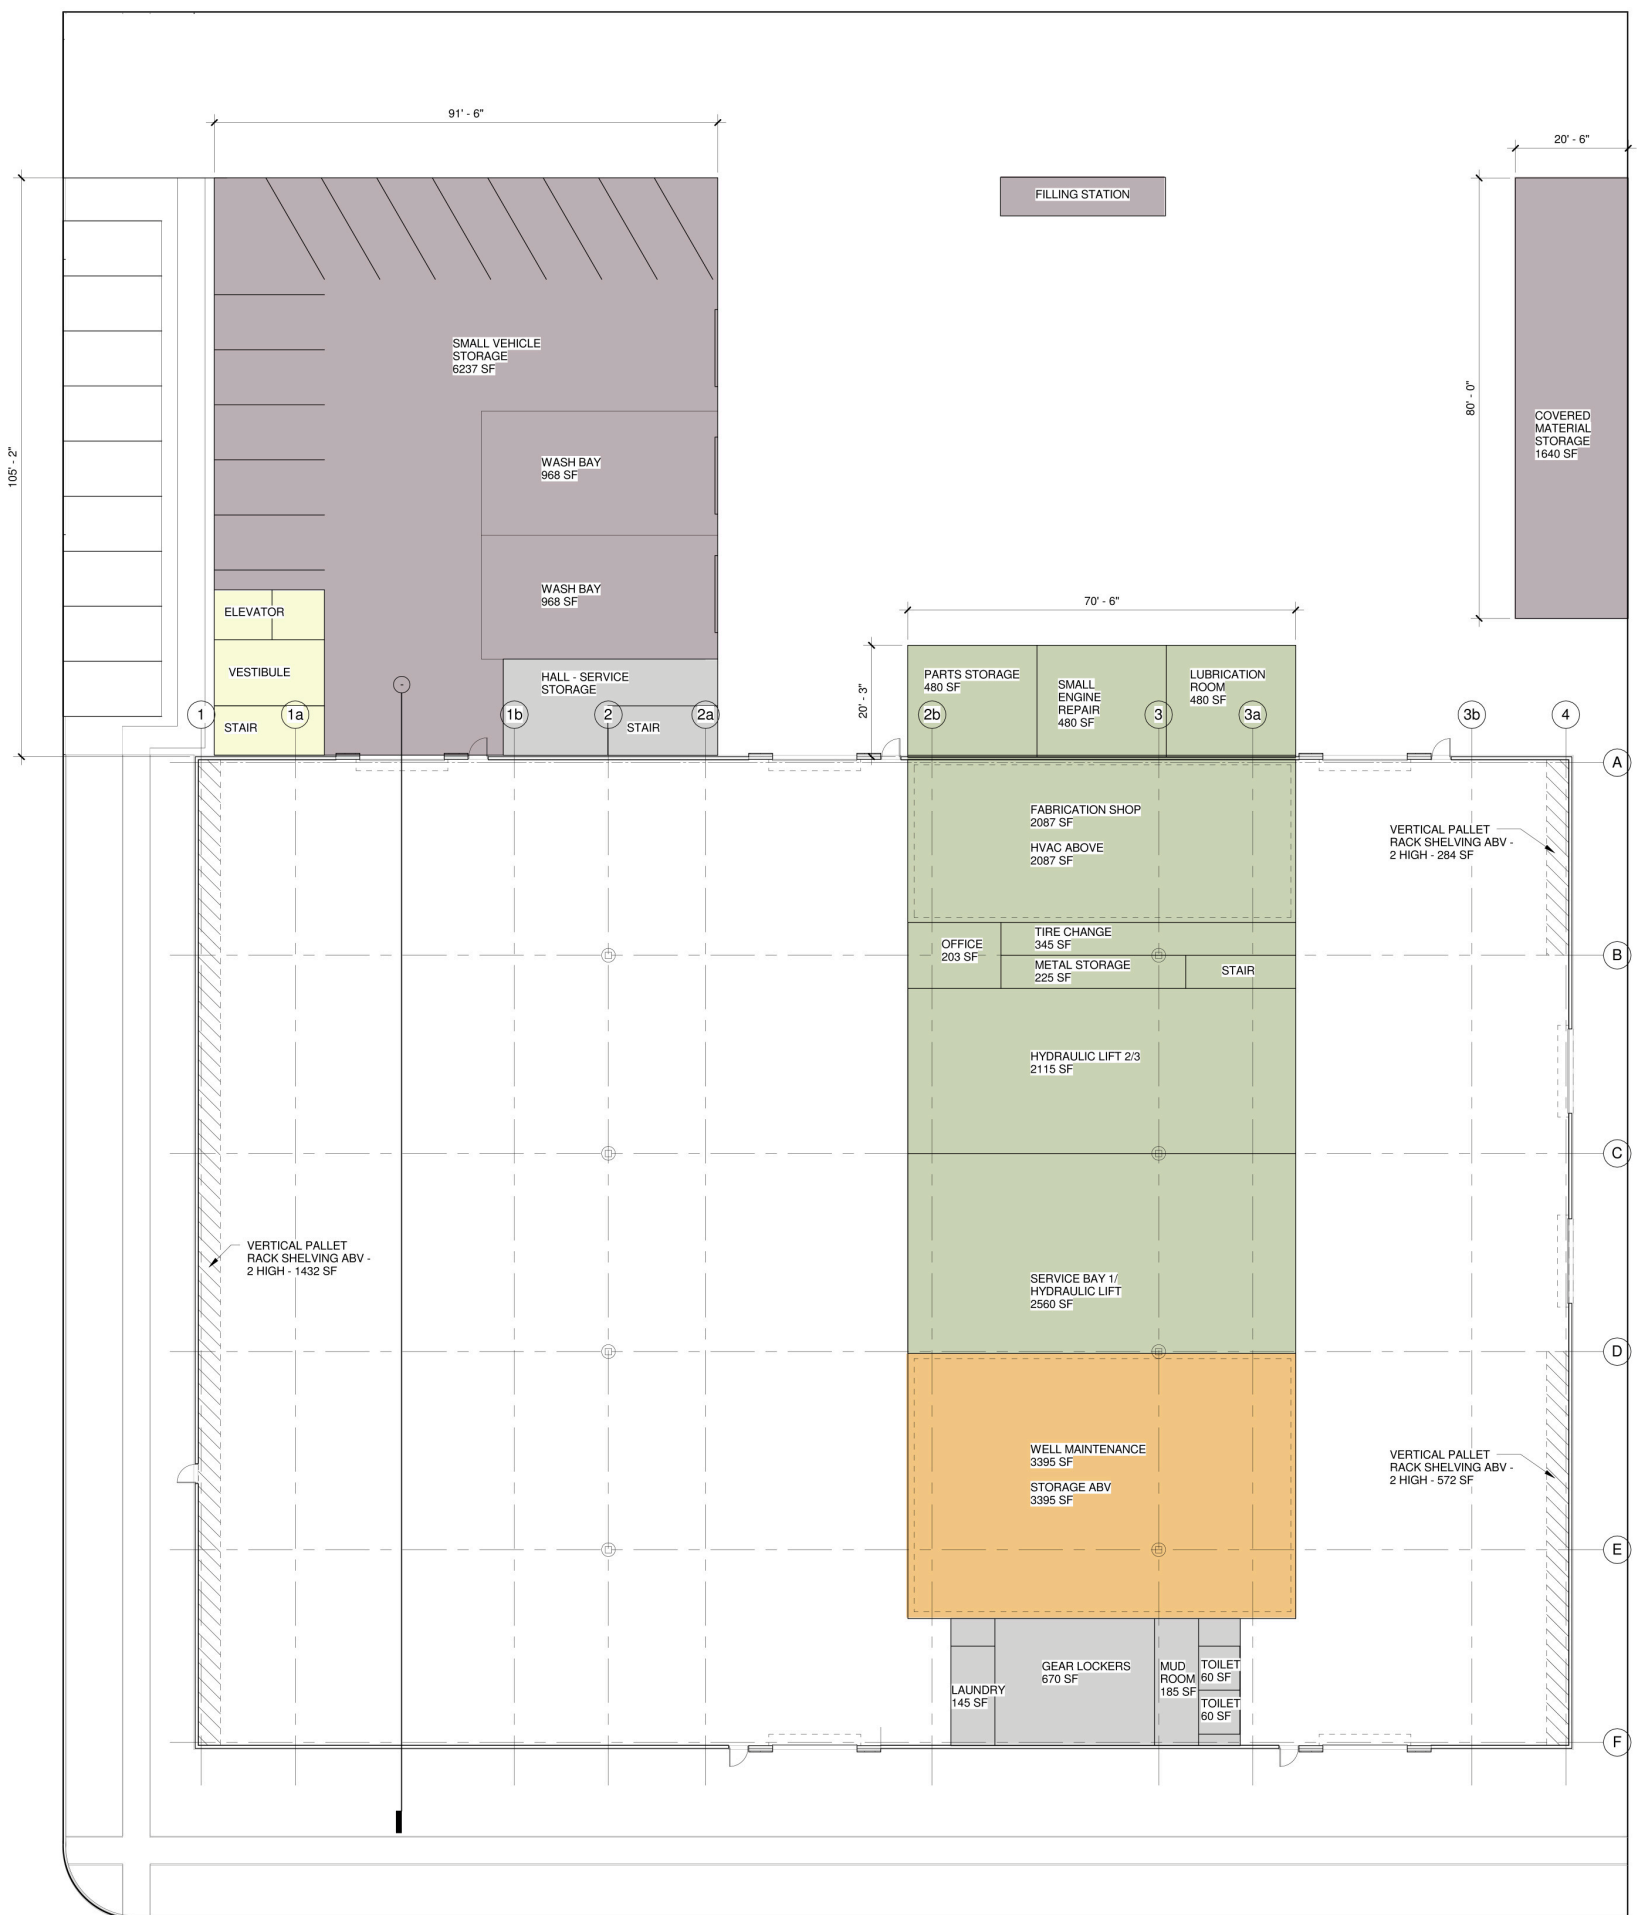 91' - 6"
20' - 6"
FILLING STATION
105' - 2"
SMALL VEHICLE
STORAGE
6237 SF
80' - 0"
COVERED
MATERIAL
STORAGE
1640 SF
WASH BAY
968 SF
WASH BAY
968 SF
70' - 6"
ELEVATOR
VESTIBULE
STAIR
HALL - SERVICE
STORAGE
STAIR
20' - 3"
PARTS STORAGE
480 SF
SMALL
ENGINE
REPAIR
480 SF
LUBRICATION
ROOM
480 SF
-
1
1a
1b
2
2a
2b
3
3a
3b
4
A
FABRICATION SHOP
2087 SF
HVAC ABOVE
2087 SF
VERTICAL PALLET
RACK SHELVING ABV -
2 HIGH - 284 SF
OFFICE
203 SF
TIRE CHANGE
345 SF
METAL STORAGE
225 SF
STAIR
B
HYDRAULIC LIFT 2/3
2115 SF
C
VERTICAL PALLET
RACK SHELVING ABV -
2 HIGH - 1432 SF
SERVICE BAY 1/
HYDRAULIC LIFT
2560 SF
D
WELL MAINTENANCE
3395 SF
STORAGE ABV
3395 SF
VERTICAL PALLET
RACK SHELVING ABV -
2 HIGH - 572 SF
E
LAUNDRY
145 SF
GEAR LOCKERS
670 SF
MUD
ROOM
185 SF
TOILET
60 SF
TOILET
60 SF
F